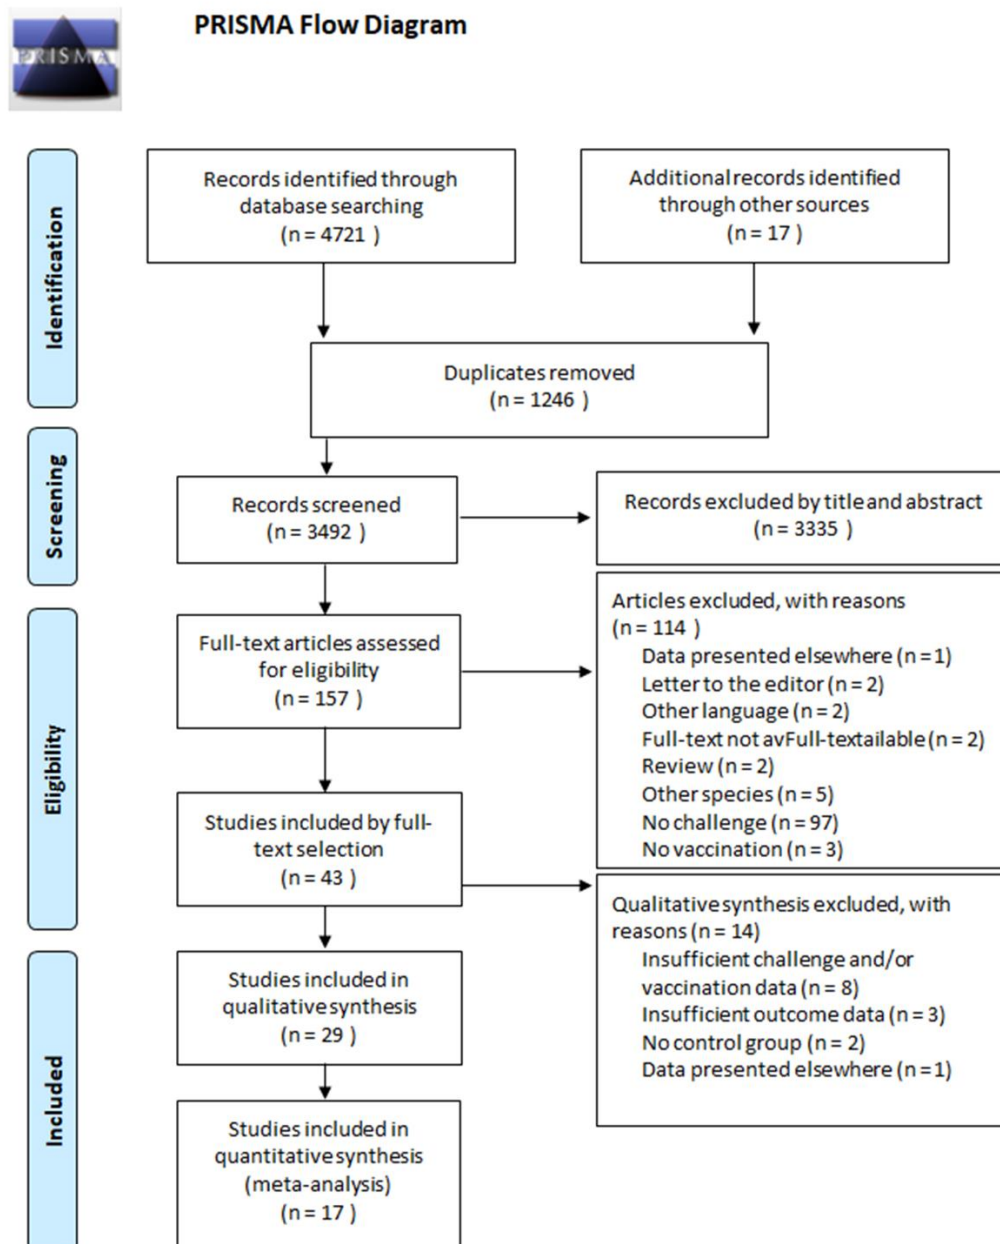 PRISMA Flow Diagram
PRISMA
Identification
Records identified through
database searching
(n = 4721 )
Additional records identified
through other sources
(n = 17 )
Duplicates removed
(n = 1246 )
Screening
Records screened
(n = 3492 )
Records excluded by title and abstract
(n = 3335 )
Eligibility
Full-text articles assessed
for eligibility
(n = 157 )
Articles excluded, with reasons
(n = 114 )
Data presented elsewhere (n = 1)
Letter to the editor (n = 2)
Other language (n = 2)
Full-text not avFull-textailable (n = 2)
Review (n = 2)
Other species (n = 5)
No challenge (n = 97)
No vaccination (n = 3)
Studies included by full-
text selection
(n = 43 )
Qualitative synthesis excluded, with
reasons (n = 14)
Insufficient challenge and/or
vaccination data (n = 8)
Insufficient outcome data (n = 3)
No control group (n = 2)
Data presented elsewhere (n = 1)
Included
Studies included in
qualitative synthesis
(n = 29 )
Studies included in
quantitative synthesis
(meta-analysis)
(n = 17 )